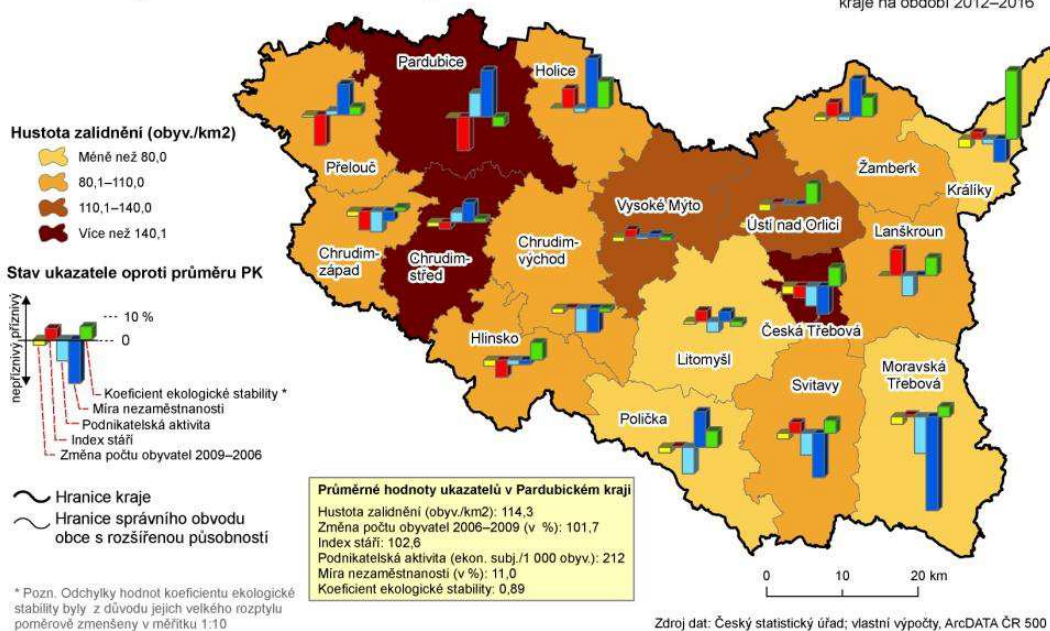 kraje na období 2012–2016
Hustota zalidnění (obyv./km2)
Méně než 80,0
80,1–110,0
110,1–140,0
Více než 140,1
Stav ukazatele oproti průměru PK
nepříznivý příznivý
10 %
0
Koeficient ekologické stability *
Míra nezaměstnanosti
Podnikatelská aktivita
Index stáří
Změna počtu obyvatel 2009–2006
Hranice kraje
Hranice správního obvodu
obce s rozšířenou působností
* Pozn. Odchylky hodnot koeficientu ekologické
stability byly z důvodu jejich velkého rozptylu
poměrově zmenšeny v měřítku 1:10
Pardubice
Holice
Přelouč
Žamberk
Králíky
Vysoké Mýto
Ústí nad Orlicí
Lanškroun
Chrudim-
západ
Chrudim-
střed
Chrudim-
východ
Česká Třebová
Hlinsko
Litomyšl
Svitavy
Moravská
Třebová
Polička
Průměrné hodnoty ukazatelů v Pardubickém kraji
Hustota zalidnění (obyv./km2): 114,3
Změna počtu obyvatel 2006–2009 (v %): 101,7
Index stáří: 102,6
Podnikatelská aktivita (ekon. subj./1 000 obyv.): 212
Míra nezaměstnanosti (v %): 11,0
Koeficient ekologické stability: 0,89
0 10 20 km
Zdroj dat: Český statistický úřad; vlastní výpočty, ArcDATA ČR 500